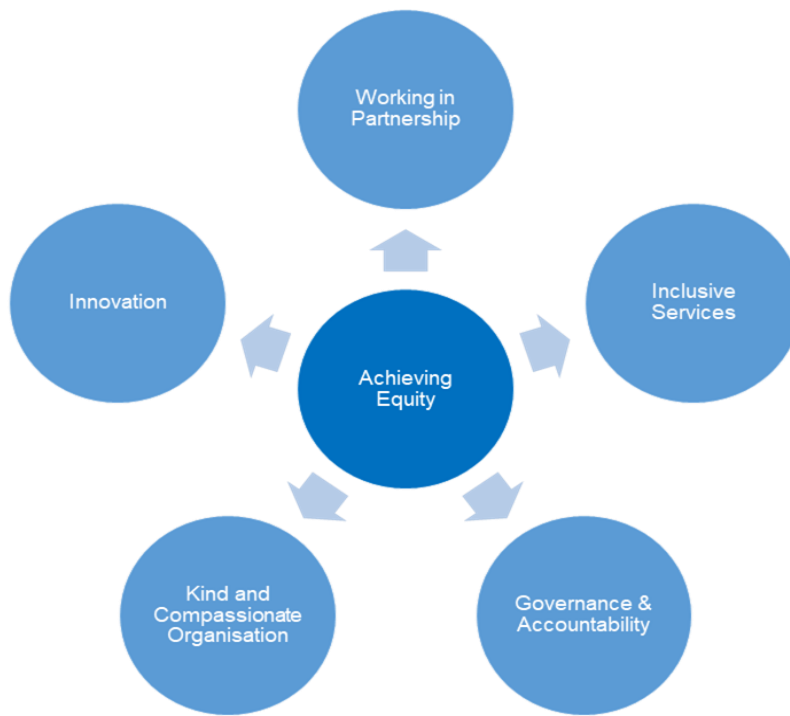 Working in
Partnership
Innovation
Inclusive
Services
Achieving
Equity
Kind and
Compassionate
Organisation
Governance &
Accountability